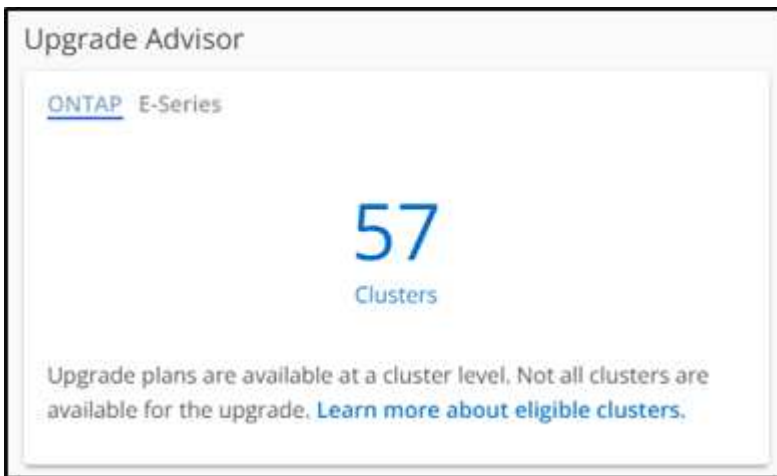 Upgrade Advisor
ONTAP E-Series
57
Clusters
Upgrade plans are available at a cluster level. Not all clusters are
available for the upgrade. Learn more about eligible clusters.